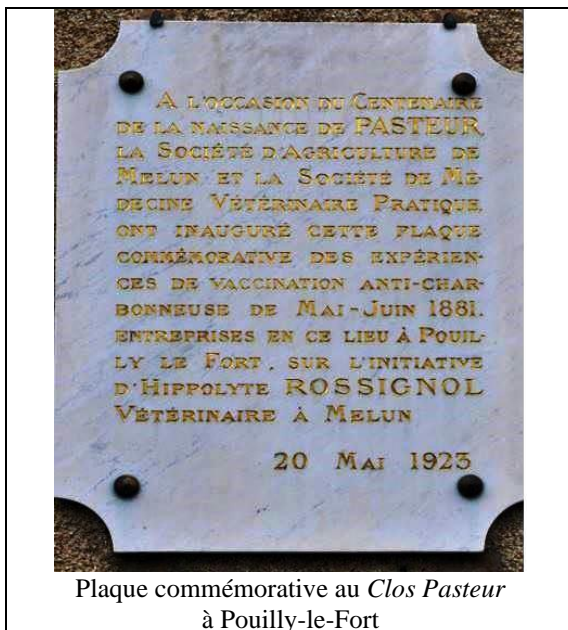 A L'OCCASION DU CENTENAIRE
DE LA NAISSANCE DE PASTEUR
LA SOCIÉTÉ D'AGRICULTURE DE
MELUN ET LA SOCIÉTÉ DE MÉ-
DECINE VÉTÉRINAIRE PRATIQUE
ONT INAUGURÉ CETTE PLAQUE
COMMÉMORATIVE DES EXPÉRIEN-
CES DE VACCINATION ANTI-CHAR-
BONNEUSE DE MAI-JUIN 1881.
ENTREPRISES EN CE LIEU À POUIL-
LY LE FORT, SUR L'INITIATIVE
D'HIPPOLYTE ROSSIGNOL
VÉTÉRINAIRE À MELUN
20 MAI 1923
Plaque commémorative au Clos Pasteur
à Pouilly-le-Fort